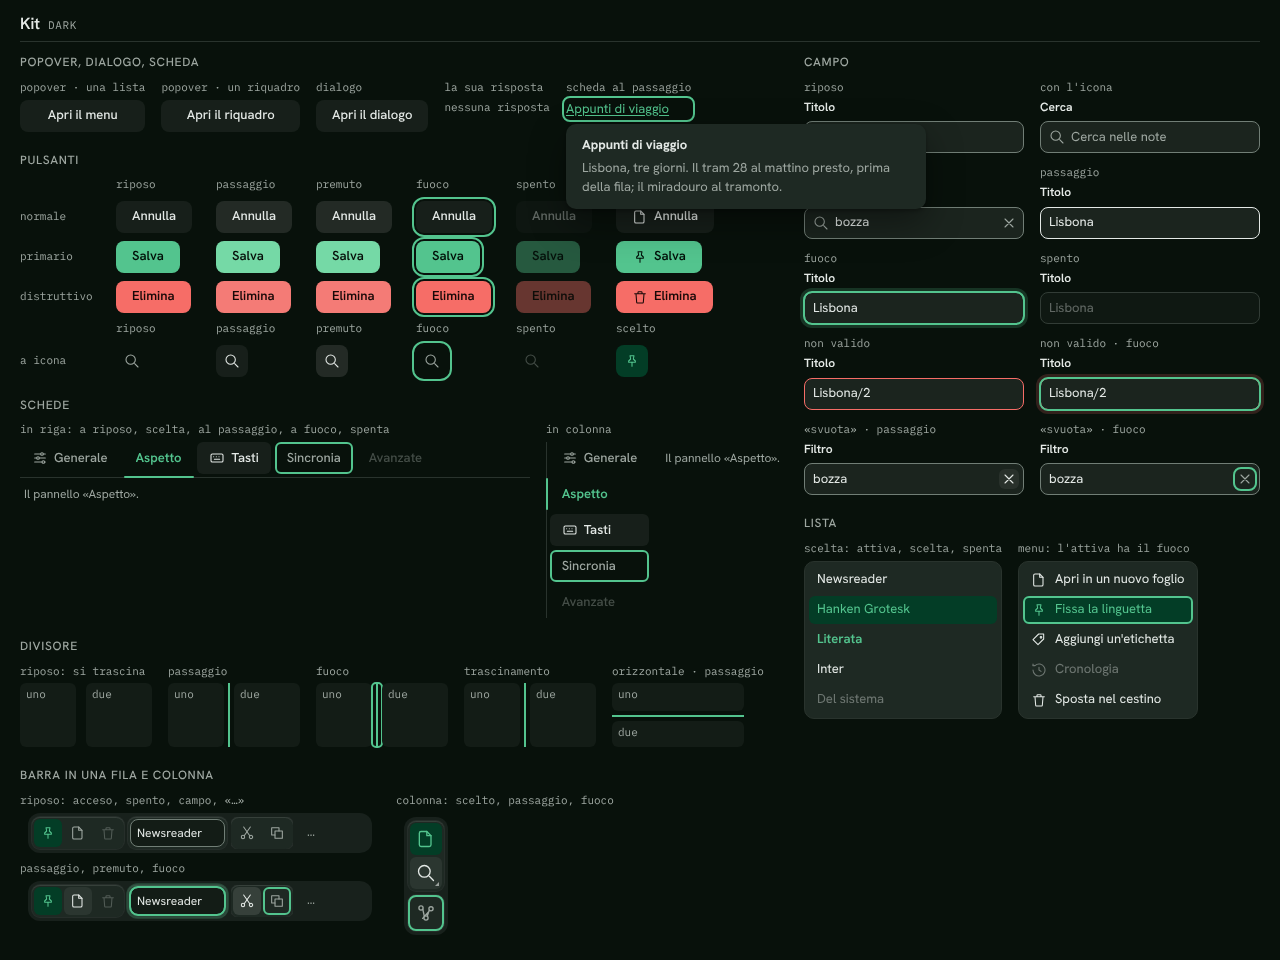 Kit DARK
POPOVER, DIALOGO, SCHEDA
popover · una lista
popover · un riquadro
dialogo
la sua risposta
scheda al passaggio
Apri il menu
Apri il riquadro
Apri il dialogo
nessuna risposta
Appunti di viaggio
Appunti di viaggio
Lisbona, tre giorni. Il tram 28 al mattino presto, prima
della fila; il miradouro al tramonto.
PULSANTI
riposo
passaggio
premuto
fuoco
spento
normale
Annulla
Annulla
Annulla
Annulla
Annulla
Annulla
primario
Salva
Salva
Salva
Salva
Salva
Salva
distruttivo
Elimina
Elimina
Elimina
Elimina
Elimina
Elimina
riposo
passaggio
premuto
fuoco
spento
scelto
a icona
SCHEDE
in riga: a riposo, scelta, al passaggio, a fuoco, spenta
Generale
Aspetto
Tasti
Sincronia
Avanzate
Il pannello «Aspetto».
in colonna
Generale
Aspetto
Tasti
Sincronia
Avanzate
Il pannello «Aspetto».
DIVISORE
riposo: si trascina
passaggio
fuoco
trascinamento
orizzontale · passaggio
uno
due
uno
due
uno
due
uno
due
uno
due
BARRA IN UNA FILA E COLONNA
riposo: acceso, spento, campo, «…»
Newsreader
…
passaggio, premuto, fuoco
Newsreader
…
colonna: scelto, passaggio, fuoco
CAMPO
riposo
con l'icona
Titolo
Cerca
Cerca nelle note
passaggio
Titolo
bozza
Lisbona
fuoco
spento
Titolo
Titolo
Lisbona
Lisbona
non valido
non valido · fuoco
Titolo
Titolo
Lisbona/2
Lisbona/2
«svuota» · passaggio
«svuota» · fuoco
Filtro
Filtro
bozza
bozza
LISTA
scelta: attiva, scelta, spenta
Newsreader
Hanken Grotesk
Literata
Inter
Del sistema
menu: l'attiva ha il fuoco
Apri in un nuovo foglio
Fissa la linguetta
Aggiungi un'etichetta
Cronologia
Sposta nel cestino